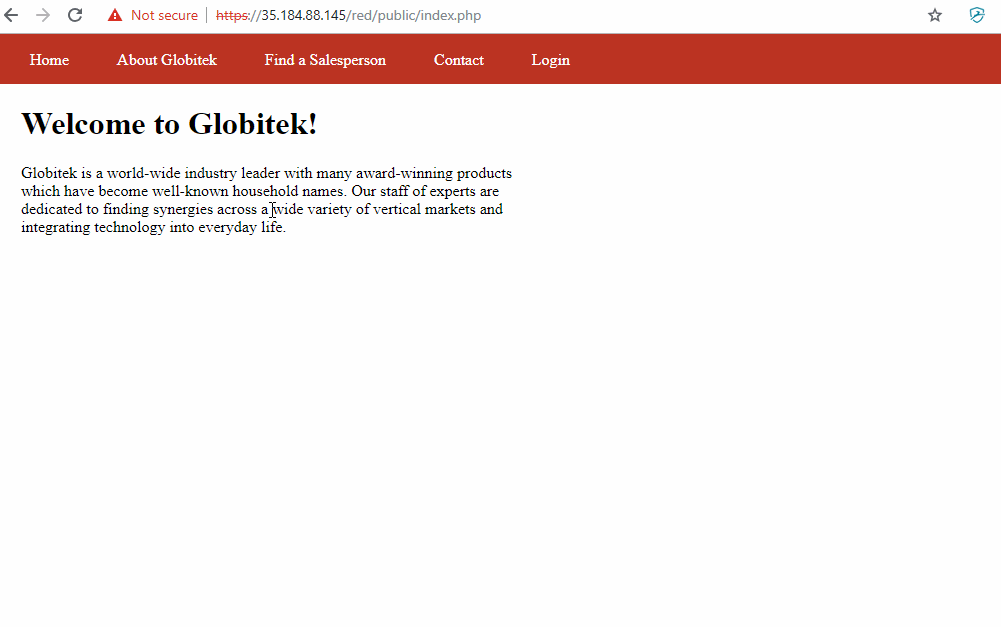 Not secure | https://35.184.88.145/red/public/index.php
Home About Globitek Find a Salesperson Contact Login
Welcome to Globitek!
Globitek is a world-wide industry leader with many award-winning products
which have become well-known household names. Our staff of experts are
dedicated to finding synergies across a wide variety of vertical markets and
integrating technology into everyday life.